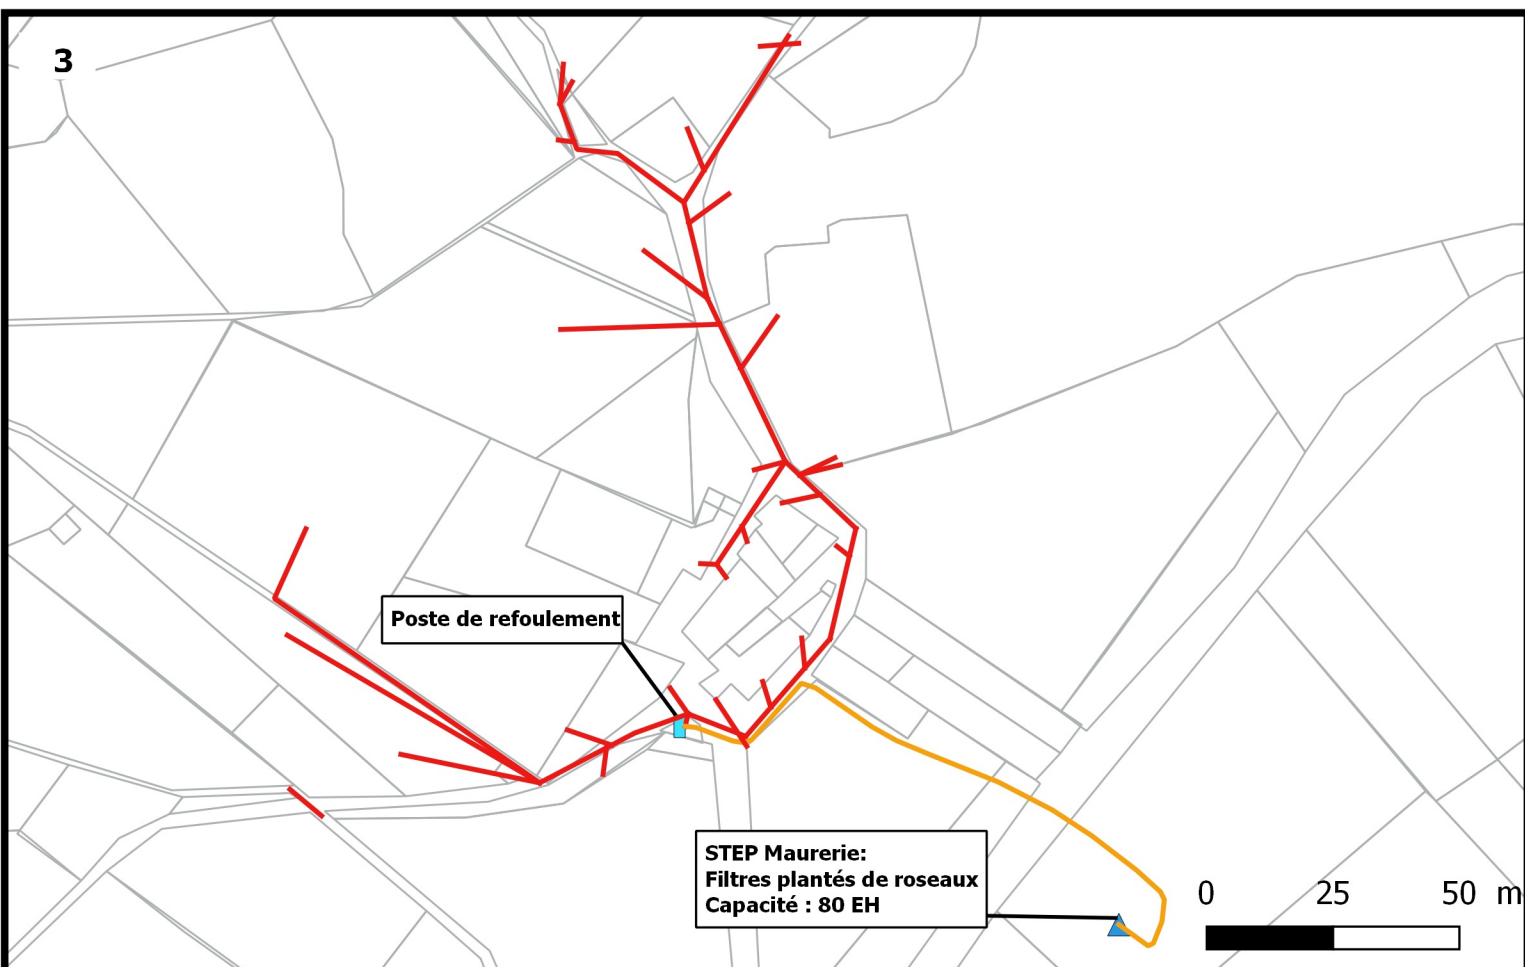 3
Poste de refoulement
STEP Maurerie:
Filtres plantés de roseaux
Capacité : 80 EH
0 25 50 m